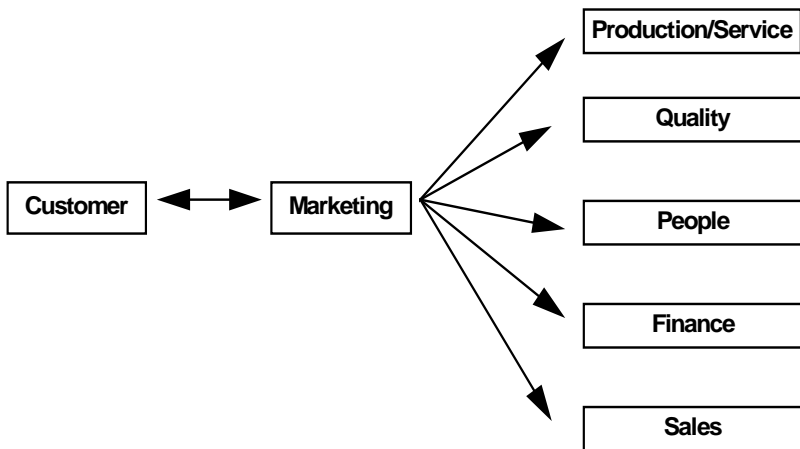 Production/Service
Quality
Customer
Marketing
People
Finance
Sales